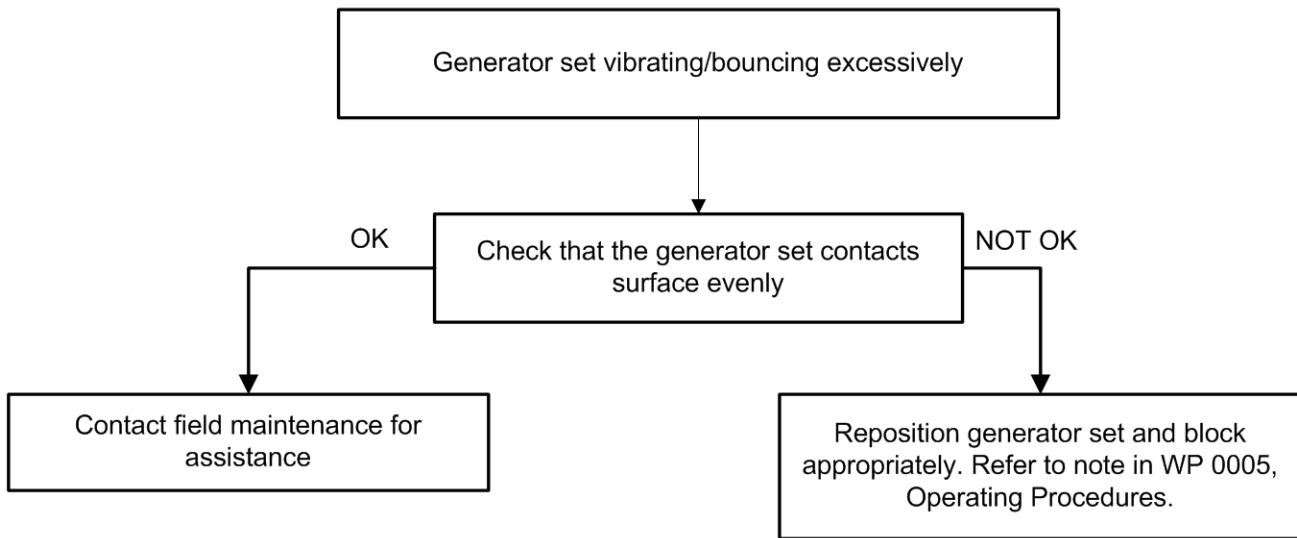 Generator set vibrating/bouncing excessively
OK
Check that the generator set contacts
surface evenly
NOT OK
Contact field maintenance for
assistance
Reposition generator set and block
appropriately. Refer to note in WP 0005,
Operating Procedures.